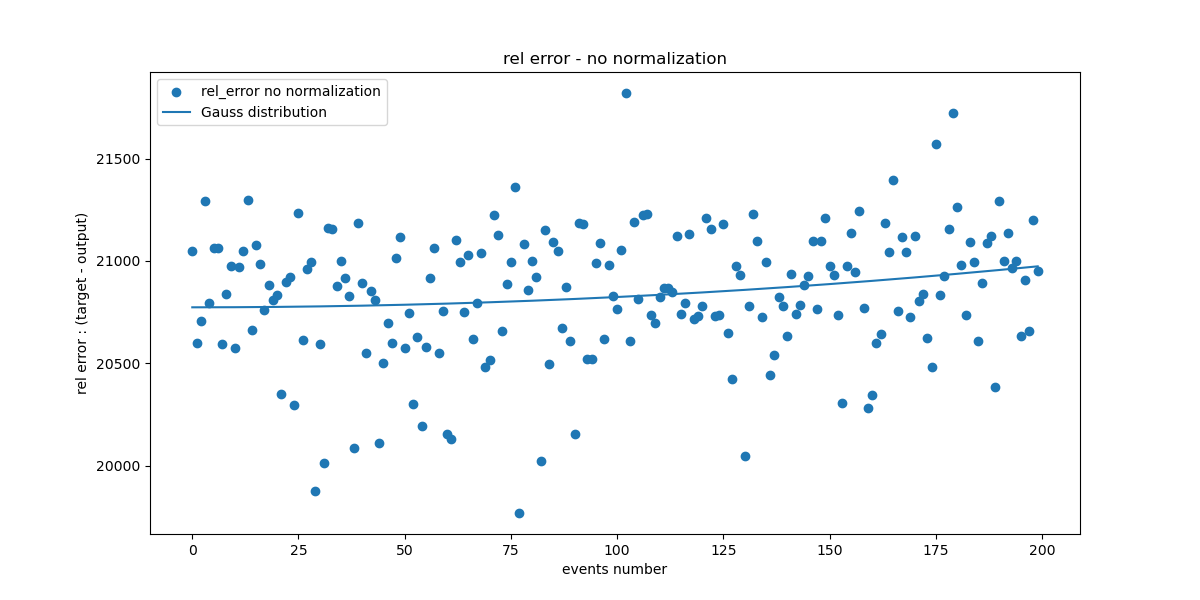 rel error - no normalization
rel_error no normalization
Gauss distribution
rel error : (target - output)
21500
21000
20500
20000
0 25 50 75 100 125 150 175 200
events number